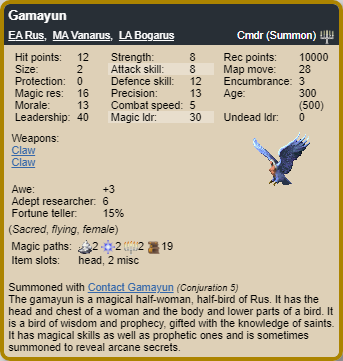 Gamayun
EA Rus, MA Vanarus, LA Bogarus Cmdr (Summon)
Hit points: 12 Strength: 8 Rec points: 10000
Size: 2 Attack skill: 8 Map move: 28
Protection: 0 Defence skill: 12 Encumbrance: 3
Magic res: 16 Precision: 13 Age: 300
Morale: 13 Combat speed: 5 (500)
Leadership: 40 Magic ldr: 30 Undead ldr: 0
Weapons:
Claw
Claw
Awe: +3
Adept researcher: 6
Fortune teller: 15%
(Sacred, flying, female)
Magic paths: 2 2 2 19
Item slots: head, 2 misc
Summoned with Contact Gamayun (Conjuration 5)
The gamayun is a magical half-woman, half-bird of Rus. It has the
head and chest of a woman and the body and lower parts of a bird. It
is a bird of wisdom and prophecy, gifted with the knowledge of saints.
It has magical skills as well as prophetic ones and is sometimes
summoned to reveal arcane secrets.